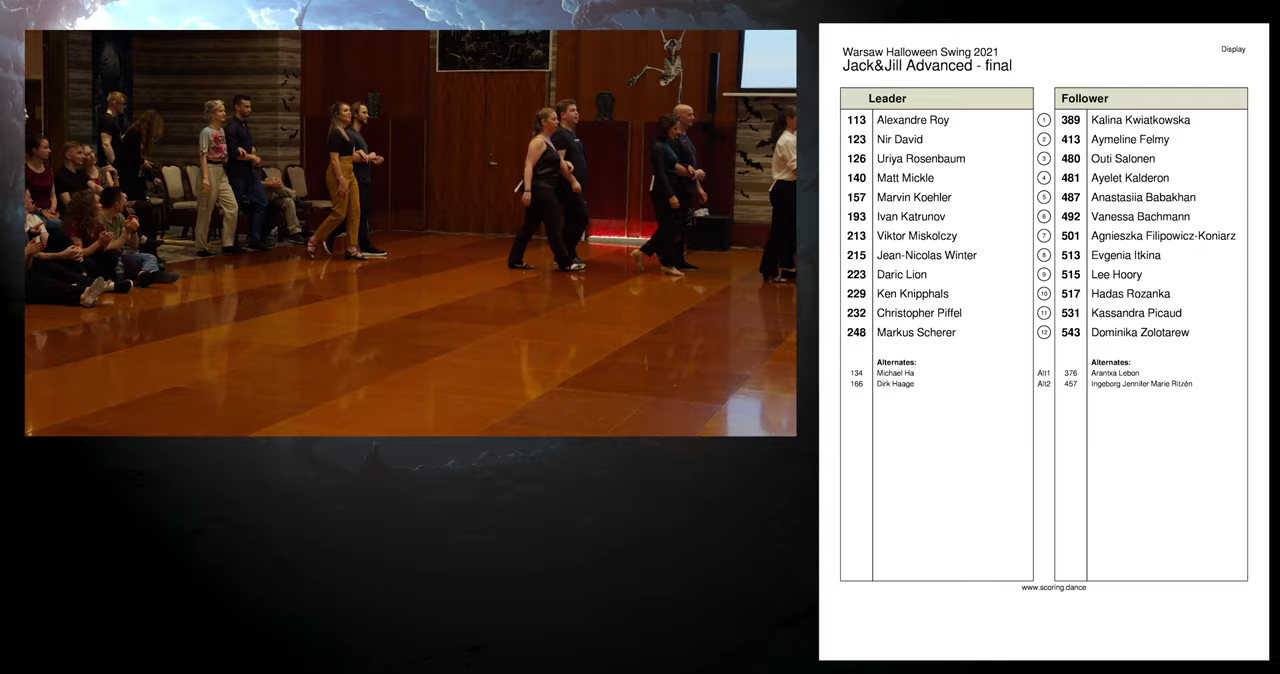 Warsaw Halloween Swing 2021
Display
Jack&Jill Advanced - final
Leader Follower
113 Alexandre Roy 1 389 Kalina Kwiatkowska
123 Nir David 2 413 Aymeline Felmy
126 Uriya Rosenbaum 3 480 Outi Salonen
140 Matt Mickle 4 481 Ayelet Kalderon
157 Marvin Koehler 5 487 Anastasiia Babakhan
193 Ivan Katrunov 6 492 Vanessa Bachmann
213 Viktor Miskolczy 7 501 Agnieszka Filipowicz-Koniarz
215 Jean-Nicolas Winter 8 513 Evgenia Itkina
223 Daric Lion 9 515 Lee Hoory
229 Ken Knipphals 10 517 Hadas Rozanka
232 Christopher Piffel 11 531 Kassandra Picaud
248 Markus Scherer 12 543 Dominika Zolotarew
Alternates: Alternates:
134 Michael Ha Alt1 376 Arantxa Lebon
166 Dirk Haage Alt2 457 Ingeborg Jennifer Marie Ritzén
www.scoring.dance